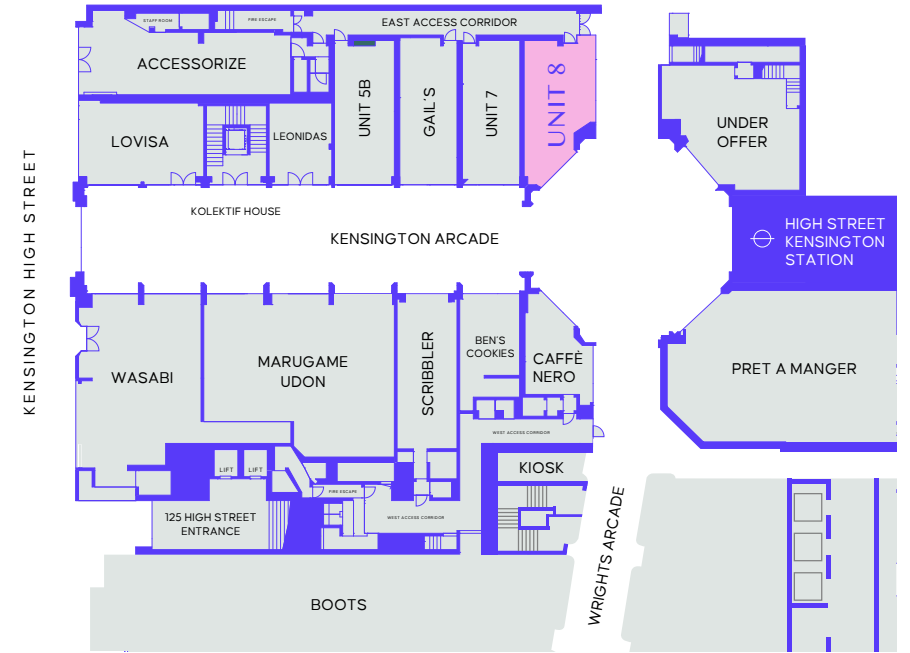 EAST ACCESS CORRIDOR
STAFF ROOM
FIRE ESCAPE
ACCESSORIZE
UNIT 5B
GAIL'S
UNIT 7
UNIT 8
UNDER
OFFER
LOVISA
LEONIDAS
KENSINGTON HIGH STREET
KOLEKTIF HOUSE
KENSINGTON ARCADE
HIGH STREET
KENSINGTON
STATION
WASABI
MARUGAME
UDON
SCRIBBLER
BEN'S
COOKIES
CAFFÈ
NERO
PRET A MANGER
WEST ACCESS CORRIDOR
LIFT
LIFT
KIOSK
FIRE ESCAPE
WEST ACCESS CORRIDOR
125 HIGH STREET
ENTRANCE
WRIGHTS ARCADE
BOOTS